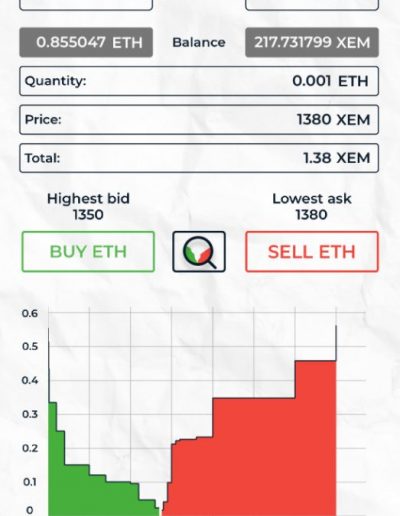 0.855047 ETH Balance 217.731799 XEM
Quantity: 0.001 ETH
Price: 1380 XEM
Total: 1.38 XEM
Highest bid Lowest ask
1350 1380
BUY ETH SELL ETH
0.6
0.5
0.4
0.3
0.2
0.1
0